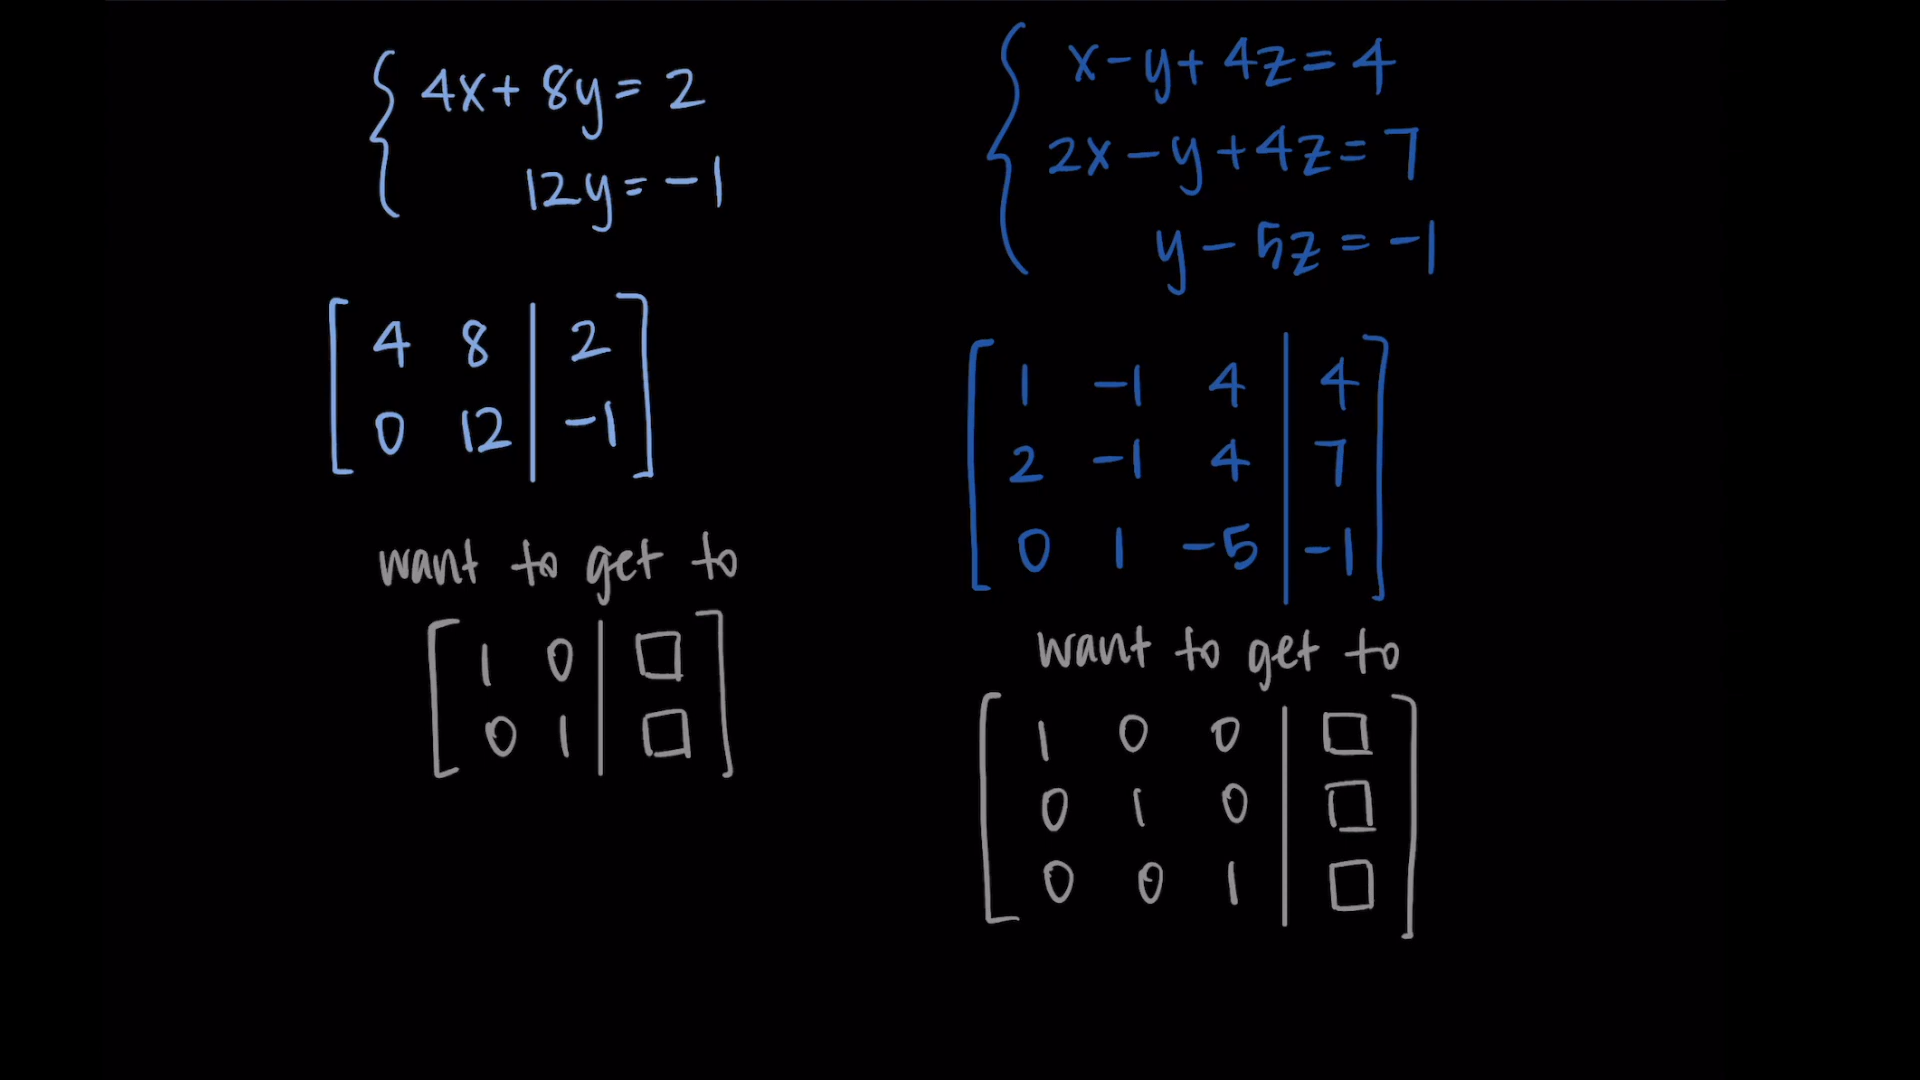 4x + 8y = 2
12y = -1
4 8 | 2
0 12 | -1
want to get to
1 0 | □
0 1 | □
x - y + 4z = 4
2x - y + 4z = 7
y - 5z = -1
1 -1 4 | 4
2 -1 4 | 7
0 1 -5 | -1
want to get to
1 0 0 | □
0 1 0 | □
0 0 1 | □